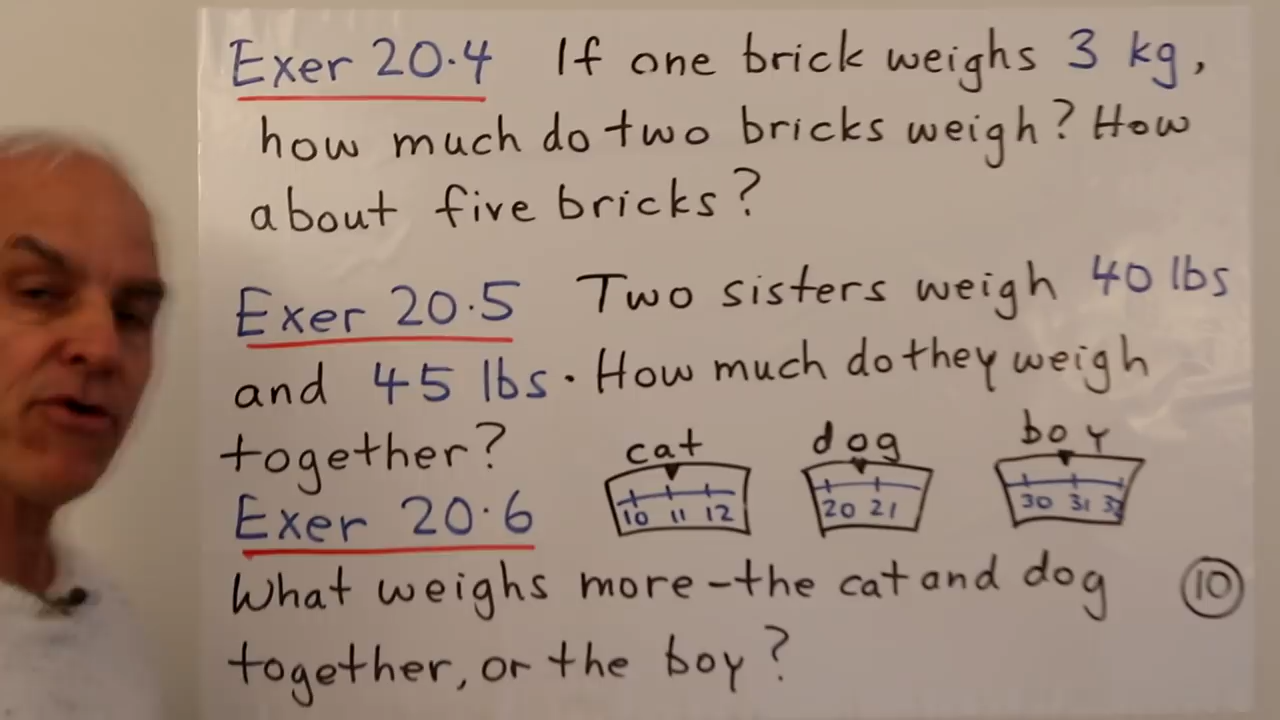 Exer 20.4 If one brick weighs 3 kg,
how much do two bricks weigh? How
about five bricks?
Exer 20.5 Two sisters weigh 40 lbs
and 45 lbs. How much do they weigh
together?
cat dog boy
10 11 12 20 21 30 31 32
Exer 20.6
What weighs more - the cat and dog
together, or the boy?
10